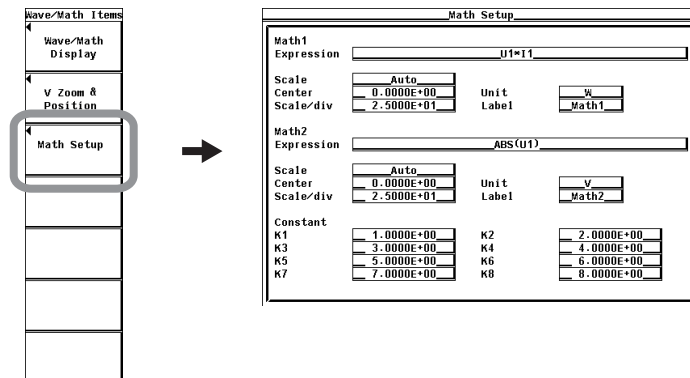 Wave/Math Items
Wave/Math
Display
V Zoom &
Position
Math Setup
Math Setup
Math1
Expression U1*I1
Scale Auto
Center 0.0000E+00 Unit W
Scale/div 2.5000E+01 Label Math1
Math2
Expression ABS(U1)
Scale Auto
Center 0.0000E+00 Unit V
Scale/div 2.5000E+01 Label Math2
Constant
K1 1.0000E+00 K2 2.0000E+00
K3 3.0000E+00 K4 4.0000E+00
K5 5.0000E+00 K6 6.0000E+00
K7 7.0000E+00 K8 8.0000E+00